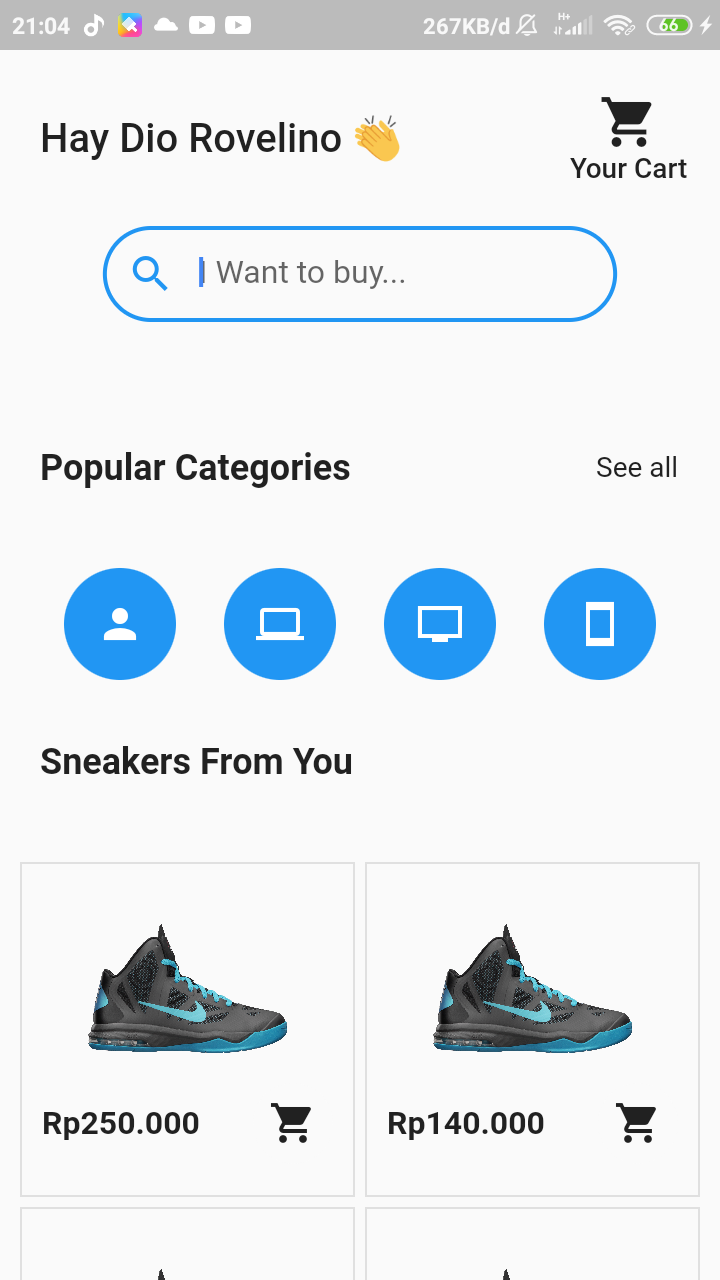 21:04 267KB/d H+ 66
Hay Dio Rovelino 👏
Your Cart
Want to buy...
Popular Categories See all
Sneakers From You
Rp250.000 Rp140.000